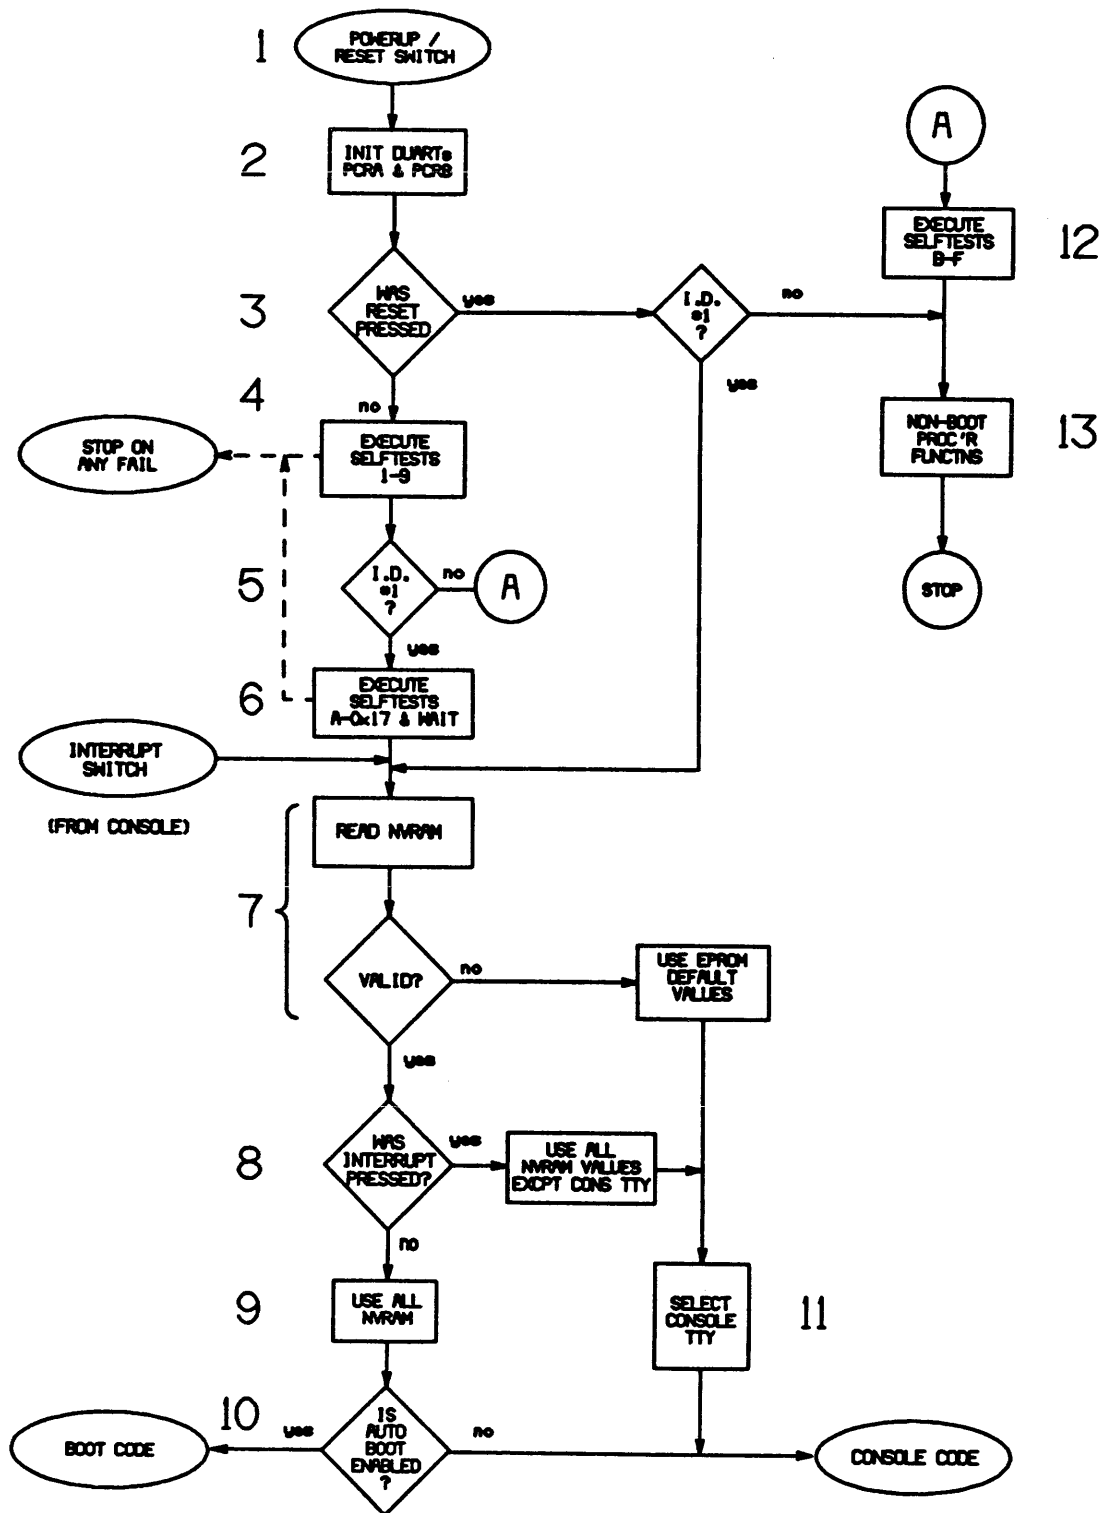 1
POWERUP /
RESET SWITCH
A
2
INIT DUARTs
PCRA & PCRB
EXECUTE
SELFTESTS
B-F
12
3
WAS
RESET
PRESSED
yes
I.D.
=1
?
no
yes
4
no
STOP ON
ANY FAIL
EXECUTE
SELFTESTS
1-9
NON-BOOT
PROC'R
FUNCTNS
13
5
I.D.
=1
?
no
A
STOP
yes
6
EXECUTE
SELFTESTS
A-0x17 & WAIT
INTERRUPT
SWITCH
(FROM CONSOLE)
READ NVRAM
7
VALID?
no
USE EPROM
DEFAULT
VALUES
yes
8
WAS
INTERRUPT
PRESSED?
yes
USE ALL
NVRAM VALUES
EXCPT CONS TTY
no
9
USE ALL
NVRAM
SELECT
CONSOLE
TTY
11
10
BOOT CODE
yes
IS
AUTO
BOOT
ENABLED
?
no
CONSOLE CODE